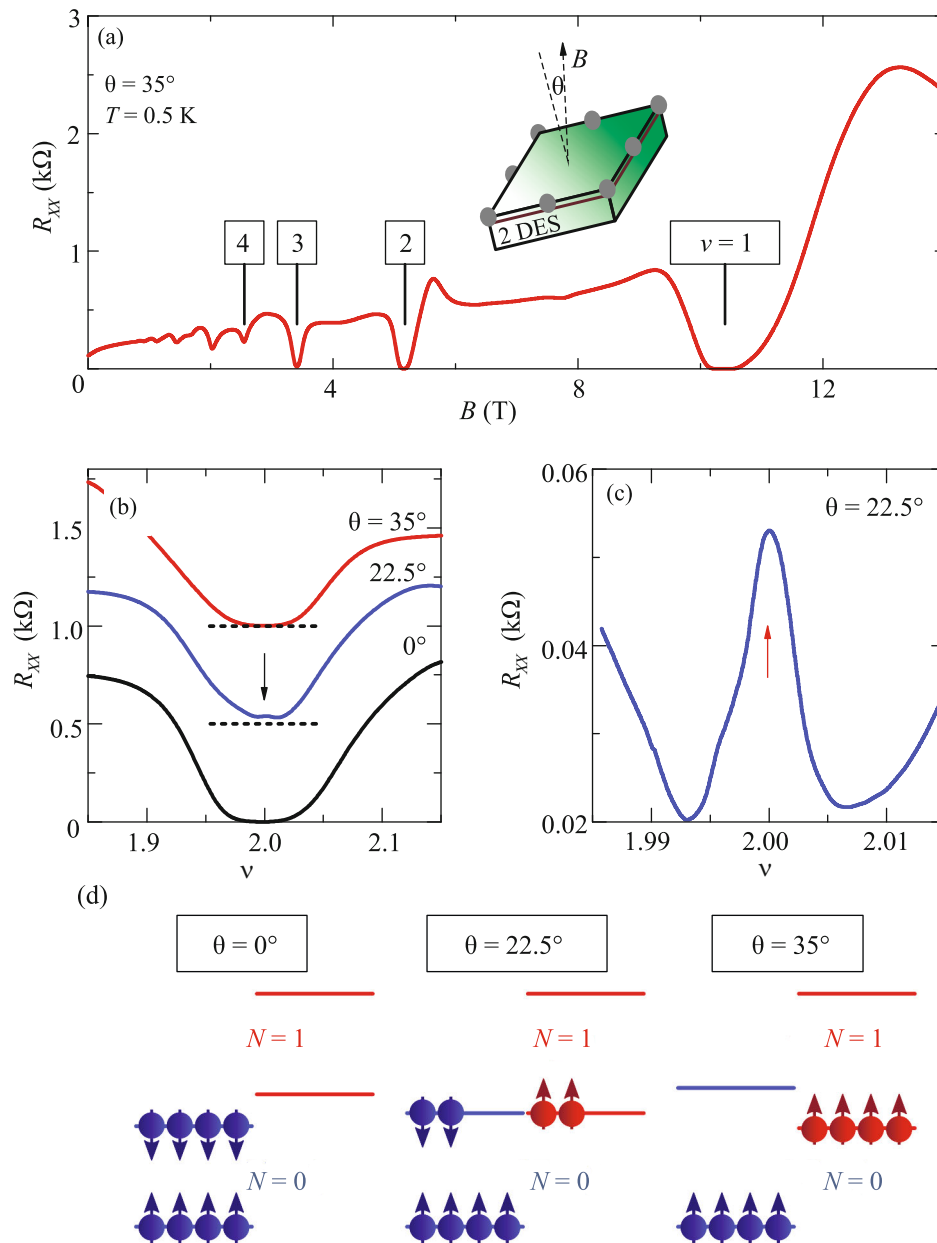 3
(a)
θ = 35°
T = 0.5 K
B
θ
2
R_XX (kΩ)
2 DES
4
3
2
ν = 1
1
0
4
8
12
B (T)
(b)
θ = 35°
22.5°
0°
1.5
1.0
0.5
0
R_XX (kΩ)
1.9
2.0
2.1
ν
0.06
(c)
θ = 22.5°
0.04
R_XX (kΩ)
0.02
1.99
2.00
2.01
ν
(d)
θ = 0°
θ = 22.5°
θ = 35°
N = 1
N = 1
N = 1
N = 0
N = 0
N = 0